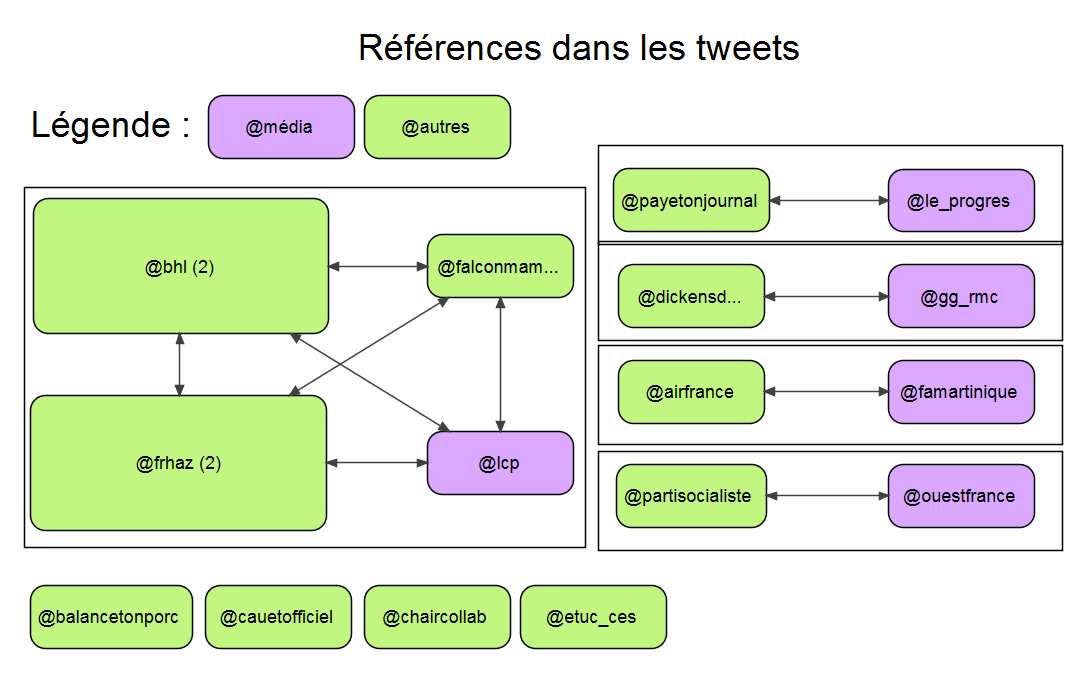 Références dans les tweets
Légende :
@média
@autres
@bhl (2)
@falconmam...
@frhaz (2)
@lcp
@payetonjournal
@le_progres
@dickensd...
@gg_rmc
@airfrance
@famartinique
@partisocialiste
@ouestfrance
@balancetonporc
@cauetofficiel
@chaircollab
@etuc_ces